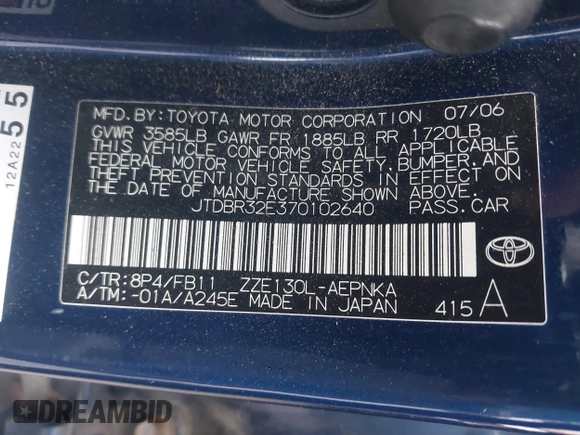 MFD. BY: TOYOTA MOTOR CORPORATION 07/06
GVWR 3585LB GAWR FR 1885LB RR 1720LB
THIS VEHICLE CONFORMS TO ALL APPLICABLE
FEDERAL MOTOR VEHICLE SAFETY, BUMPER, AND
THEFT PREVENTION STANDARDS IN EFFECT ON
THE DATE OF MANUFACTURE SHOWN ABOVE.
JTDBR32E370102640 PASS. CAR
C/TR: 8P4/FB11 ZZE130L-AEPNKA
A/TM: -01A/A245E MADE IN JAPAN 415 A
12A22 55
DREAMBID